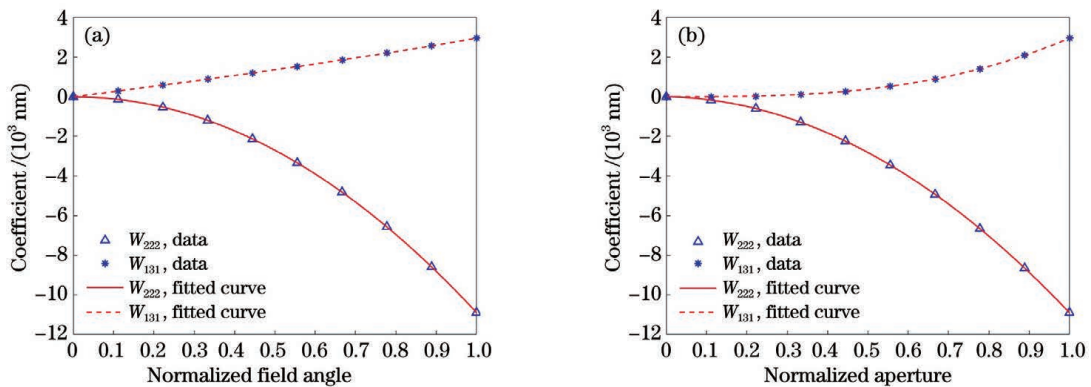 (a)
Coefficient /(10³ nm)
4
2
0
−2
−4
−6
−8
−10
−12
W₂₂₂, data
W₁₃₁, data
W₂₂₂, fitted curve
W₁₃₁, fitted curve
0 0.1 0.2 0.3 0.4 0.5 0.6 0.7 0.8 0.9 1.0
Normalized field angle
(b)
Coefficient /(10³ nm)
4
2
0
−2
−4
−6
−8
−10
−12
W₂₂₂, data
W₁₃₁, data
W₂₂₂, fitted curve
W₁₃₁, fitted curve
0 0.1 0.2 0.3 0.4 0.5 0.6 0.7 0.8 0.9 1.0
Normalized aperture